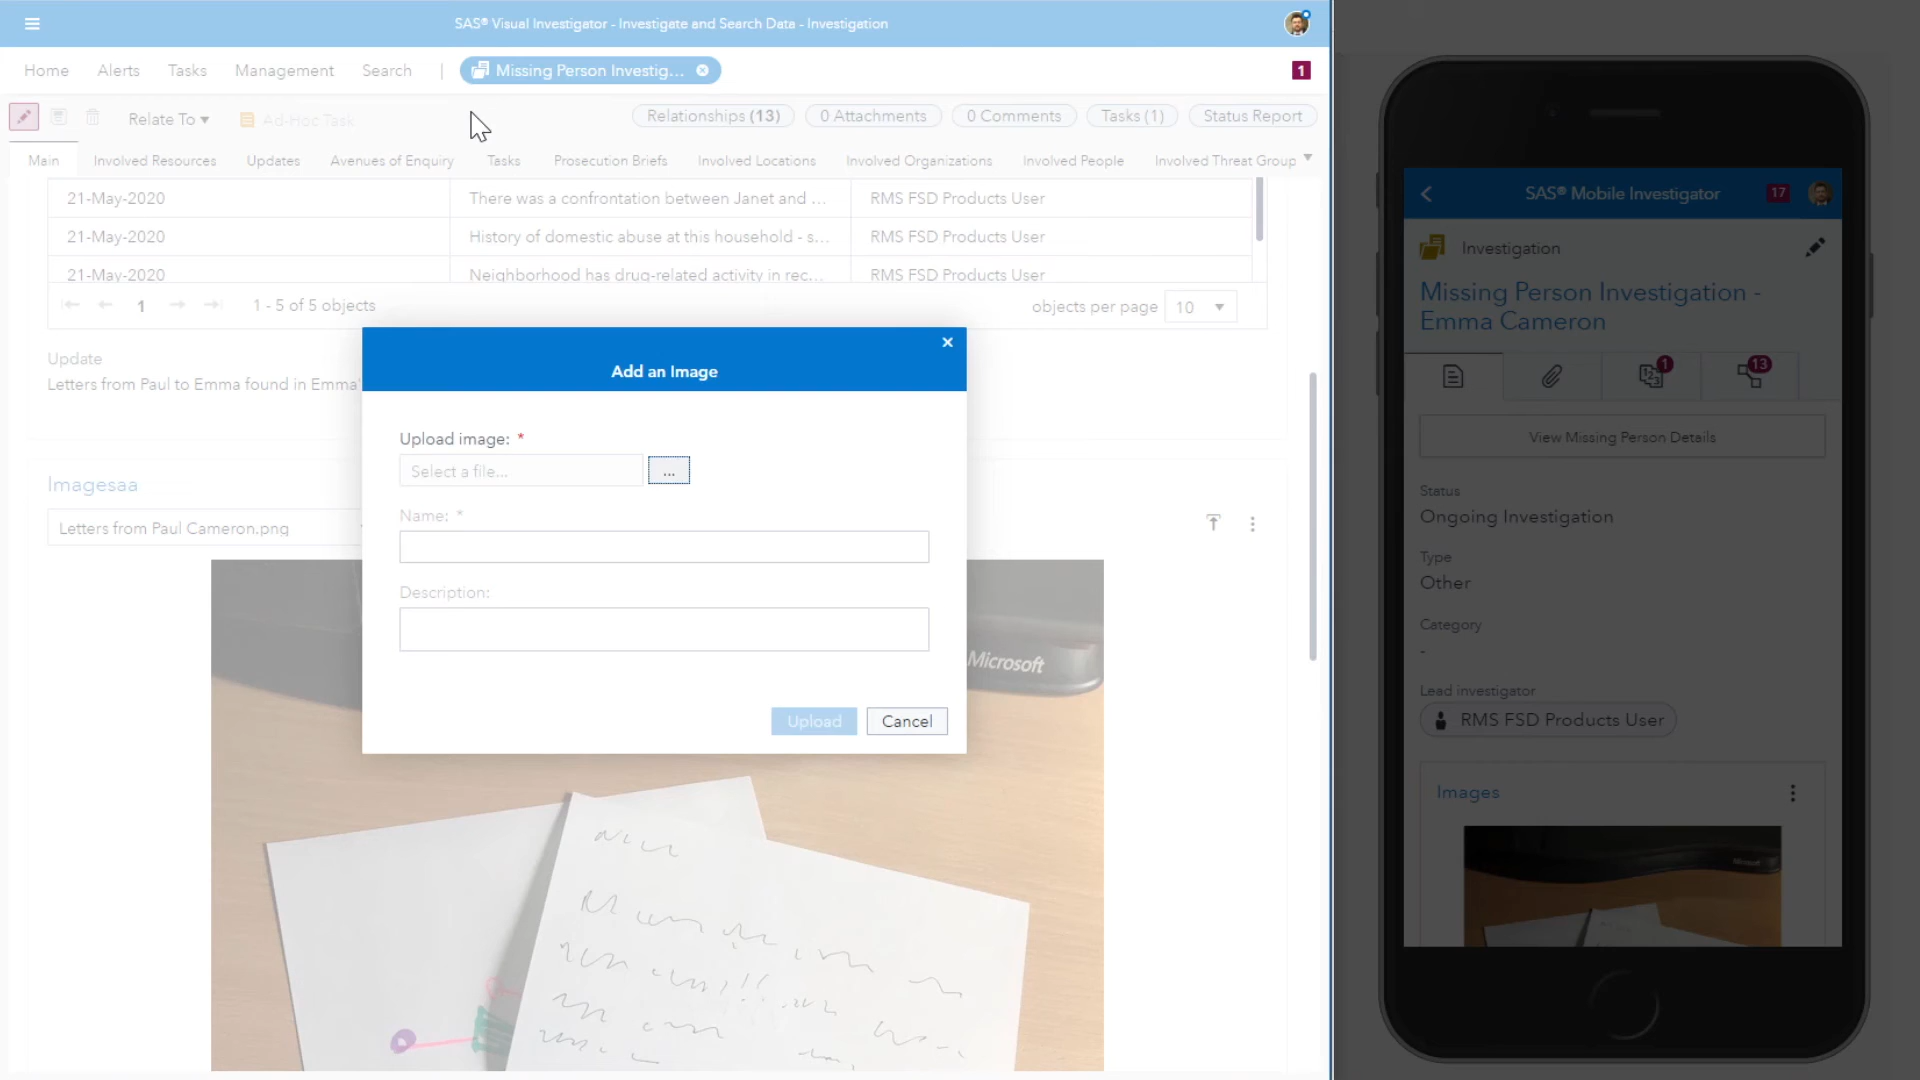 SAS® Visual Investigator - Investigate and Search Data - Investigation
Home Alerts Tasks Management Search | Missing Person Investig...
1
Relate To Ad-Hoc Task Relationships (13) 0 Attachments 0 Comments Tasks (1) Status Report
Main Involved Resources Updates Avenues of Enquiry Tasks Prosecution Briefs Involved Locations Involved Organizations Involved People Involved Threat Group
21-May-2020 There was a confrontation between Janet and ... RMS FSD Products User
21-May-2020 History of domestic abuse at this household - s... RMS FSD Products User
21-May-2020 Neighborhood has drug-related activity in rec... RMS FSD Products User
1 1 - 5 of 5 objects objects per page 10
Update
Letters from Paul to Emma found in Emma'
Imagesaa
Letters from Paul Cameron.png
Add an Image
Upload image: *
Select a file... ...
Name: *
Description:
Upload Cancel
Microsoft
SAS® Mobile Investigator 17
Investigation
Missing Person Investigation -
Emma Cameron
1 13
View Missing Person Details
Status
Ongoing Investigation
Type
Other
Category
-
Lead investigator
RMS FSD Products User
Images
Microsoft